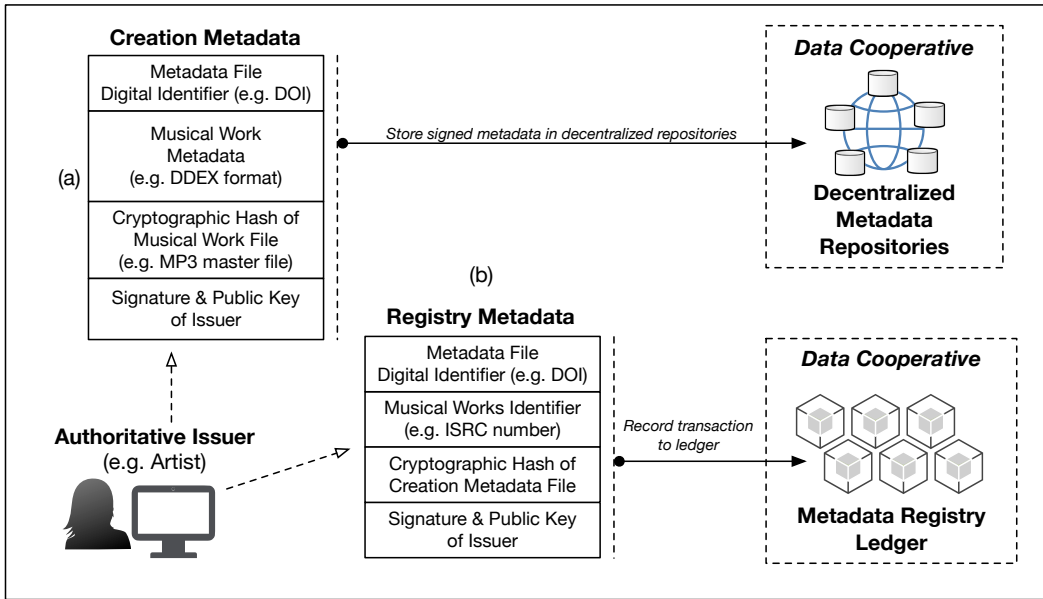 Creation Metadata
Metadata File
Digital Identifier (e.g. DOI)
Musical Work
Metadata
(e.g. DDEX format)
(a)
Cryptographic Hash of
Musical Work File
(e.g. MP3 master file)
Signature & Public Key
of Issuer
Store signed metadata in decentralized repositories
Data Cooperative
Decentralized
Metadata
Repositories
(b)
Registry Metadata
Metadata File
Digital Identifier (e.g. DOI)
Musical Works Identifier
(e.g. ISRC number)
Cryptographic Hash of
Creation Metadata File
Signature & Public Key
of Issuer
Authoritative Issuer
(e.g. Artist)
Record transaction
to ledger
Data Cooperative
Metadata Registry
Ledger